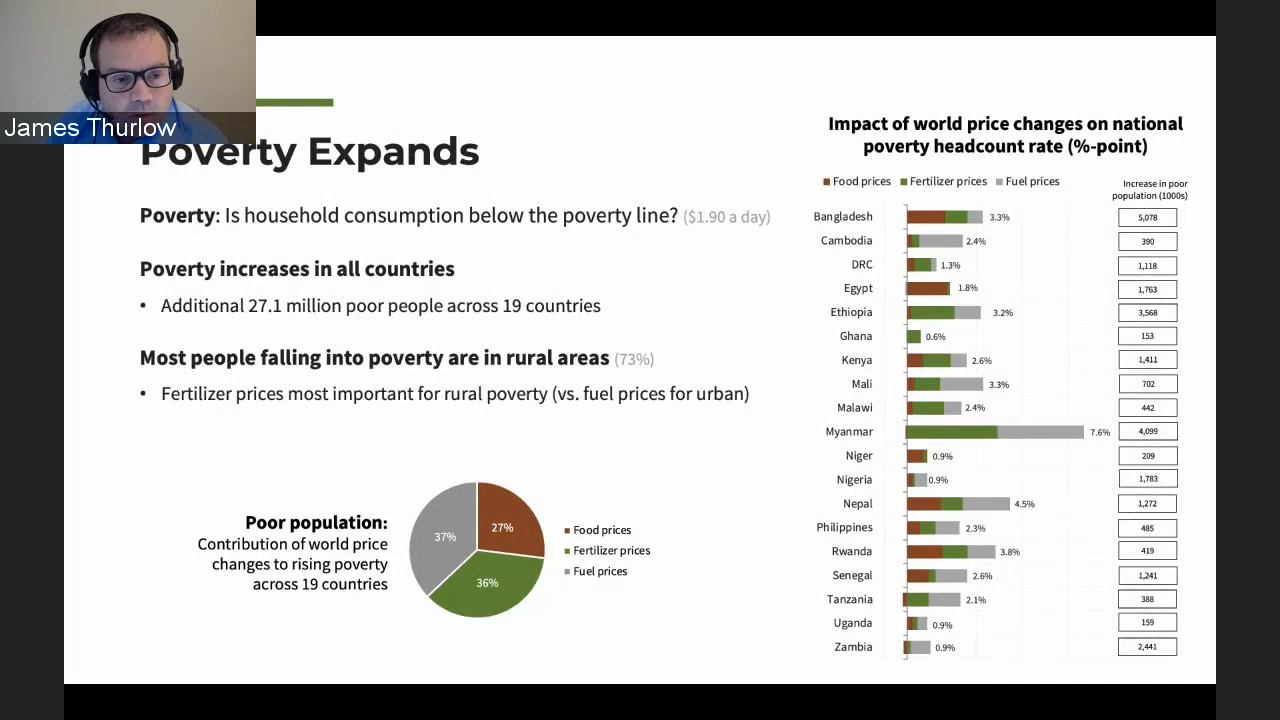 James Thurlow
Poverty Expands
Poverty: Is household consumption below the poverty line? ($1.90 a day)
Poverty increases in all countries
• Additional 27.1 million poor people across 19 countries
Most people falling into poverty are in rural areas (73%)
• Fertilizer prices most important for rural poverty (vs. fuel prices for urban)
Poor population:
Contribution of world price
changes to rising poverty
across 19 countries
37%
27%
36%
Food prices
Fertilizer prices
Fuel prices
Impact of world price changes on national
poverty headcount rate (%-point)
Food prices Fertilizer prices Fuel prices
Increase in poor
population (1000s)
Bangladesh 3.3% 5,078
Cambodia 2.4% 390
DRC 1.3% 1,118
Egypt 1.8% 1,763
Ethiopia 3.2% 3,568
Ghana 0.6% 153
Kenya 2.6% 1,411
Mali 3.3% 702
Malawi 2.4% 442
Myanmar 7.6% 4,099
Niger 0.9% 209
Nigeria 0.9% 1,783
Nepal 4.5% 1,272
Philippines 2.3% 485
Rwanda 3.8% 419
Senegal 2.6% 1,241
Tanzania 2.1% 388
Uganda 0.9% 159
Zambia 0.9% 2,441